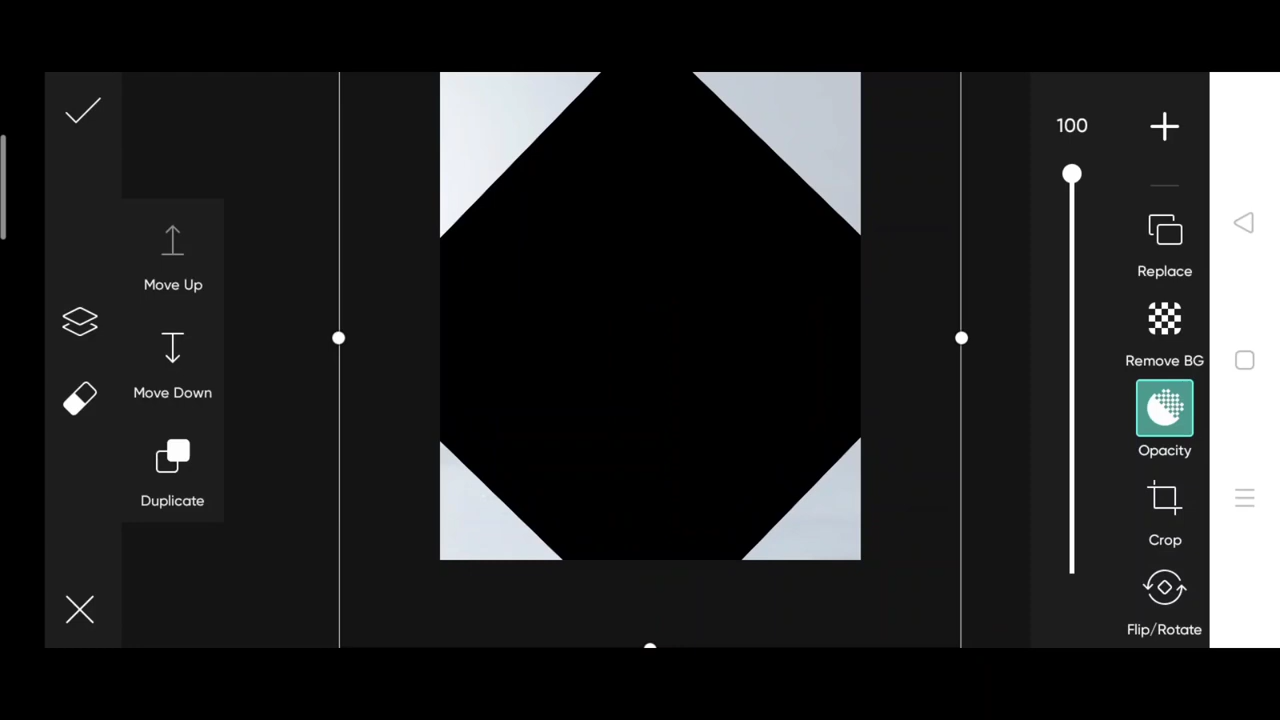 Move Up
Move Down
Duplicate
100
Replace
Remove BG
Opacity
Crop
Flip/Rotate